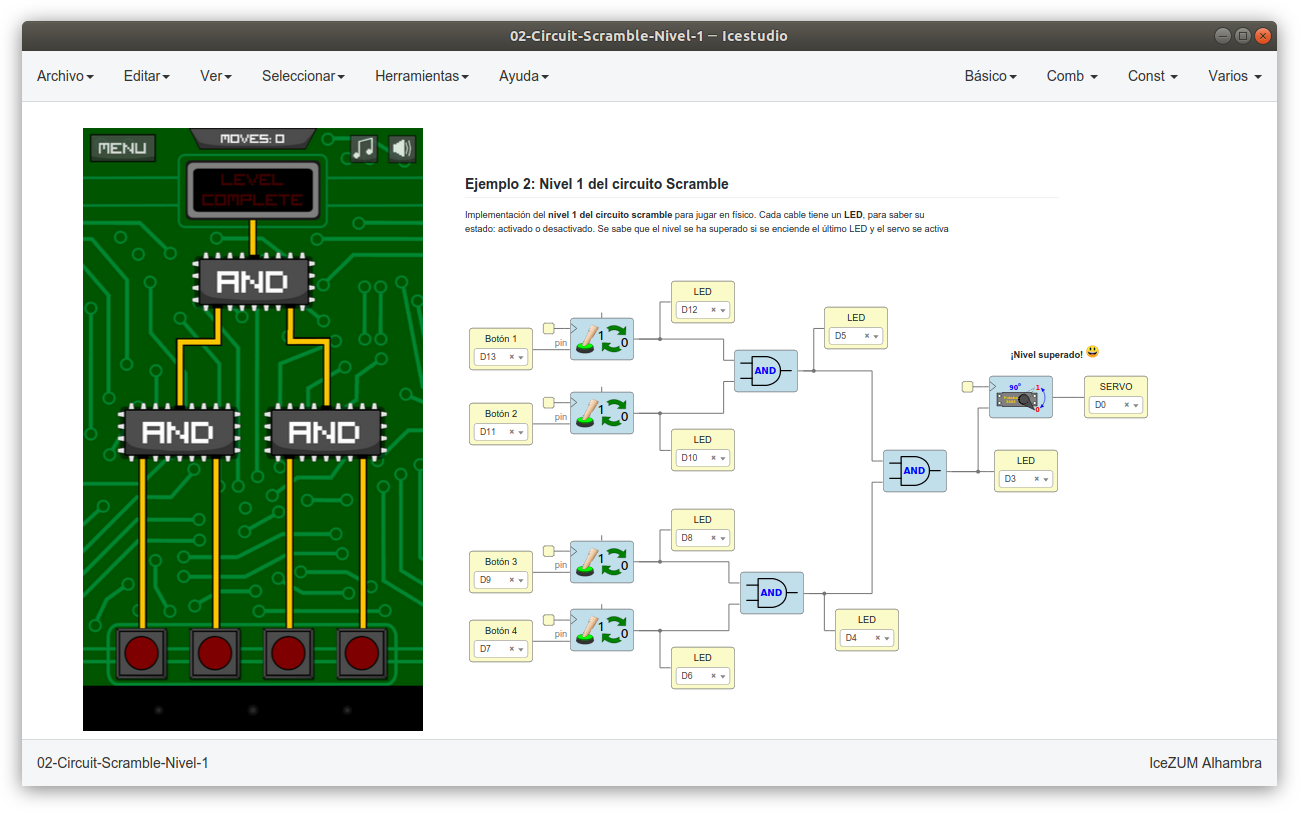 02-Circuit-Scramble-Nivel-1 — Icestudio
Archivo Editar Ver Seleccionar Herramientas Ayuda Básico Comb Const Varios
MENU
MOVES: 0
LEVEL
COMPLETE
AND
AND AND
Ejemplo 2: Nivel 1 del circuito Scramble
Implementación del nivel 1 del circuito scramble para jugar en físico. Cada cable tiene un LED, para saber su
estado: activado o desactivado. Se sabe que el nivel se ha superado si se enciende el último LED y el servo se activa
LED
D12
Botón 1
D13
pin
1
0
LED
D5
AND
Botón 2
D11
pin
1
0
LED
D10
¡Nivel superado! 😃
90º
1
0
SERVO
D0
AND
LED
D3
LED
D8
Botón 3
D9
pin
1
0
AND
Botón 4
D7
pin
1
0
LED
D4
LED
D6
02-Circuit-Scramble-Nivel-1
IceZUM Alhambra